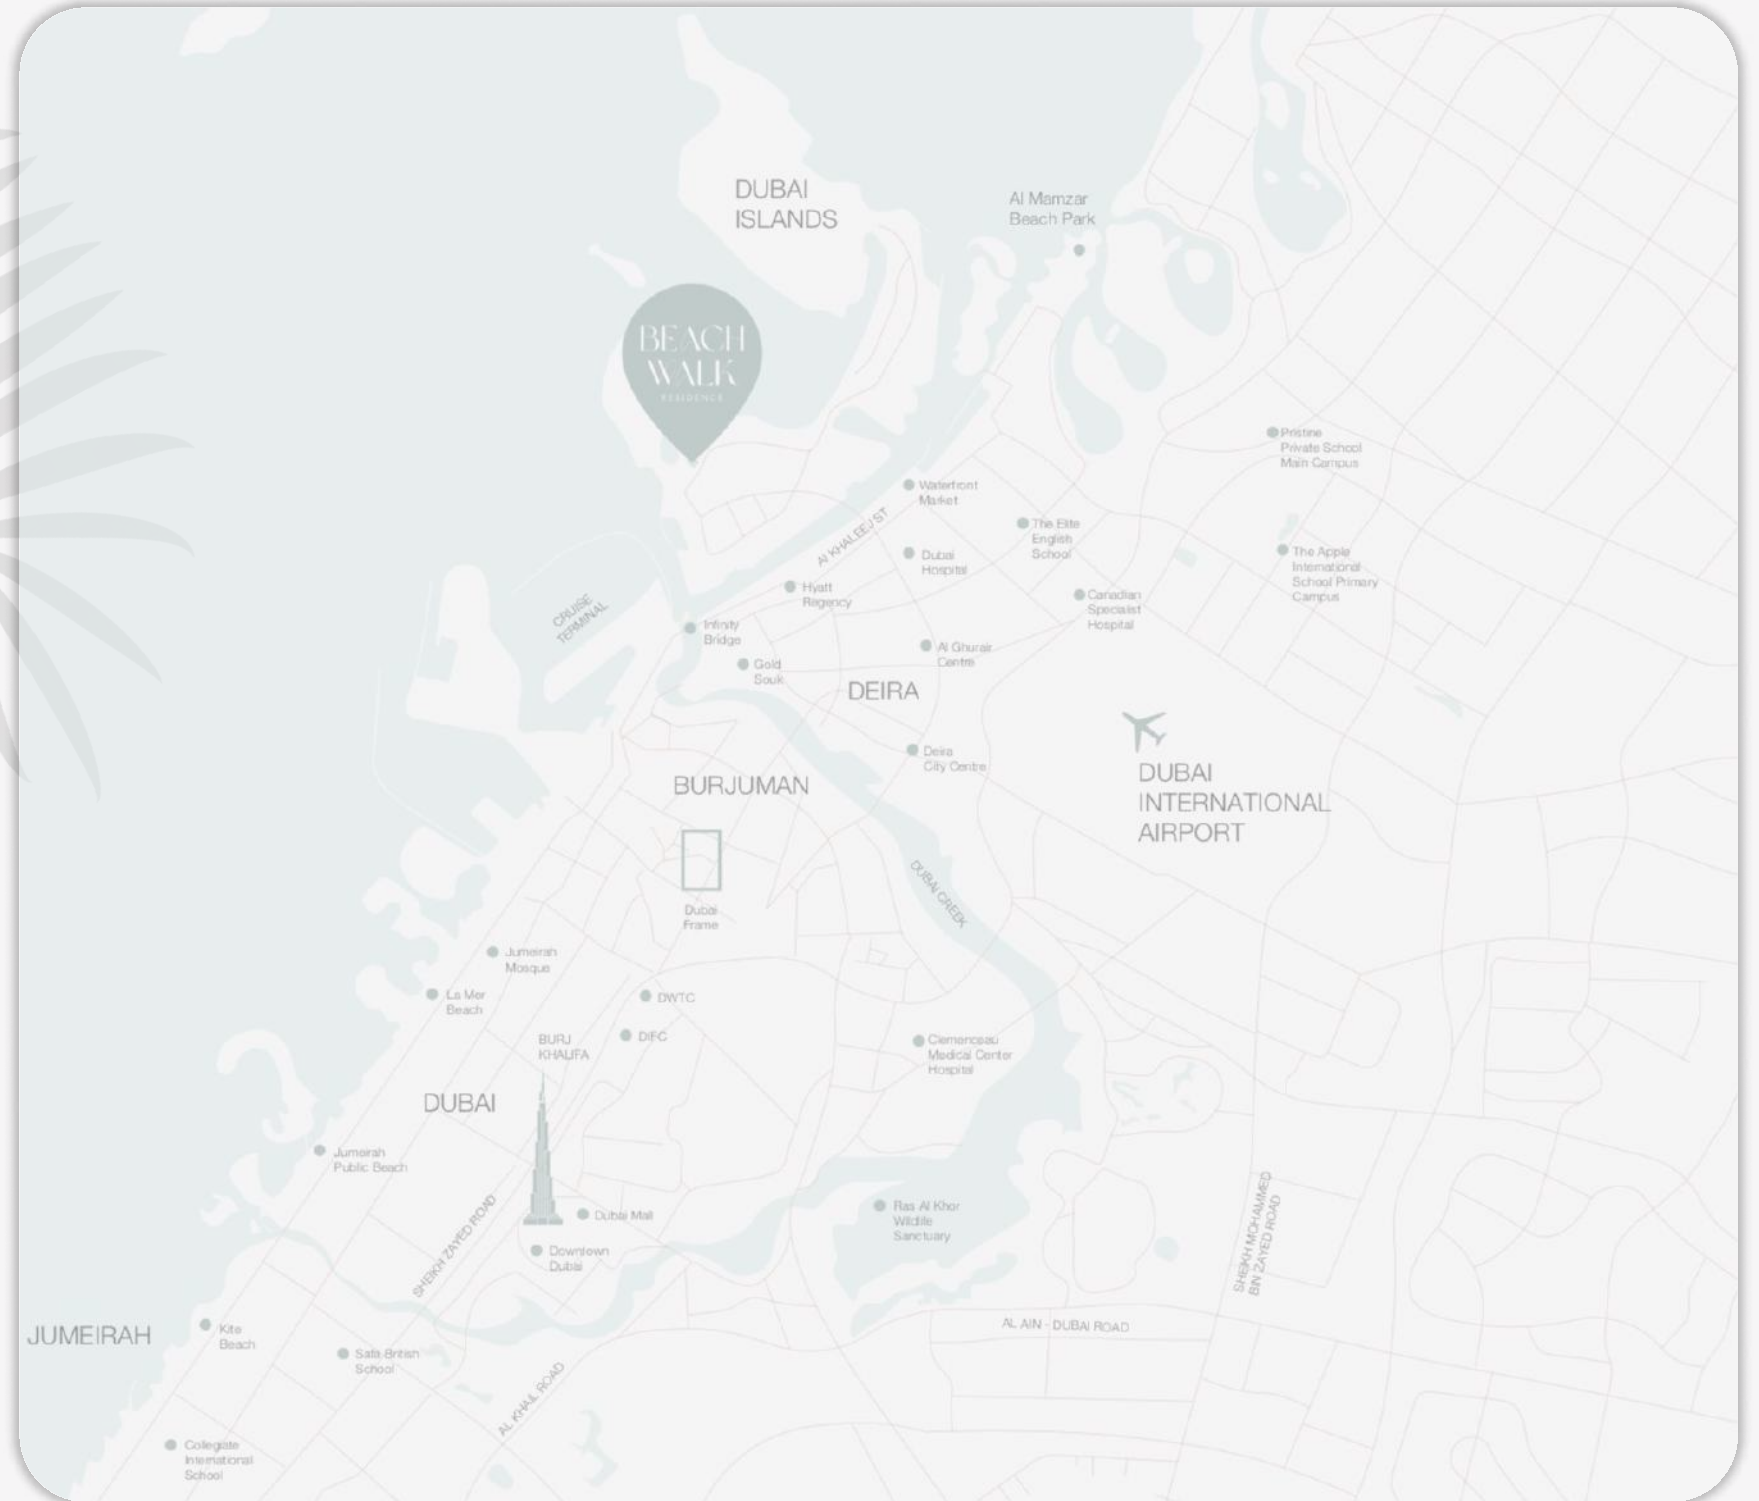 DUBAI
ISLANDS
Al Mamzar
Beach Park
BEACH
WALK
RESIDENCE
Pristine
Private School
Main Campus
Waterfront
Market
Al KHALEEJ ST
The Elite
English
School
Dubai
Hospital
The Apple
International
School Primary
Campus
Hyatt
Regency
Canadian
Specialist
Hospital
CRUISE
TERMINAL
Infinity
Bridge
Al Ghurair
Centre
Gold
Souk
DEIRA
Deira
City Centre
DUBAI
INTERNATIONAL
AIRPORT
BURJUMAN
DUBAI CREEK
Dubai
Frame
Jumeirah
Mosque
La Mer
Beach
DWTC
DIFC
BURJ
KHALIFA
Clemenceau
Medical Center
Hospital
DUBAI
Jumeirah
Public Beach
SHEIKH ZAYED ROAD
Dubai Mall
Downtown
Dubai
Ras Al Khor
Wildlife
Sanctuary
SHEIKH MOHAMMED
BIN ZAYED ROAD
JUMEIRAH
Kite
Beach
Safa British
School
AL AIN - DUBAI ROAD
AL KHAIL ROAD
Collegiate
International
School